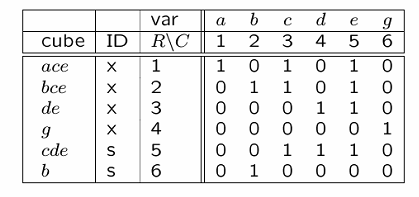 var a b c d e g
cube ID R\C 1 2 3 4 5 6
ace x 1 1 0 1 0 1 0
bce x 2 0 1 1 0 1 0
de x 3 0 0 0 1 1 0
g x 4 0 0 0 0 0 1
cde s 5 0 0 1 1 1 0
b s 6 0 1 0 0 0 0